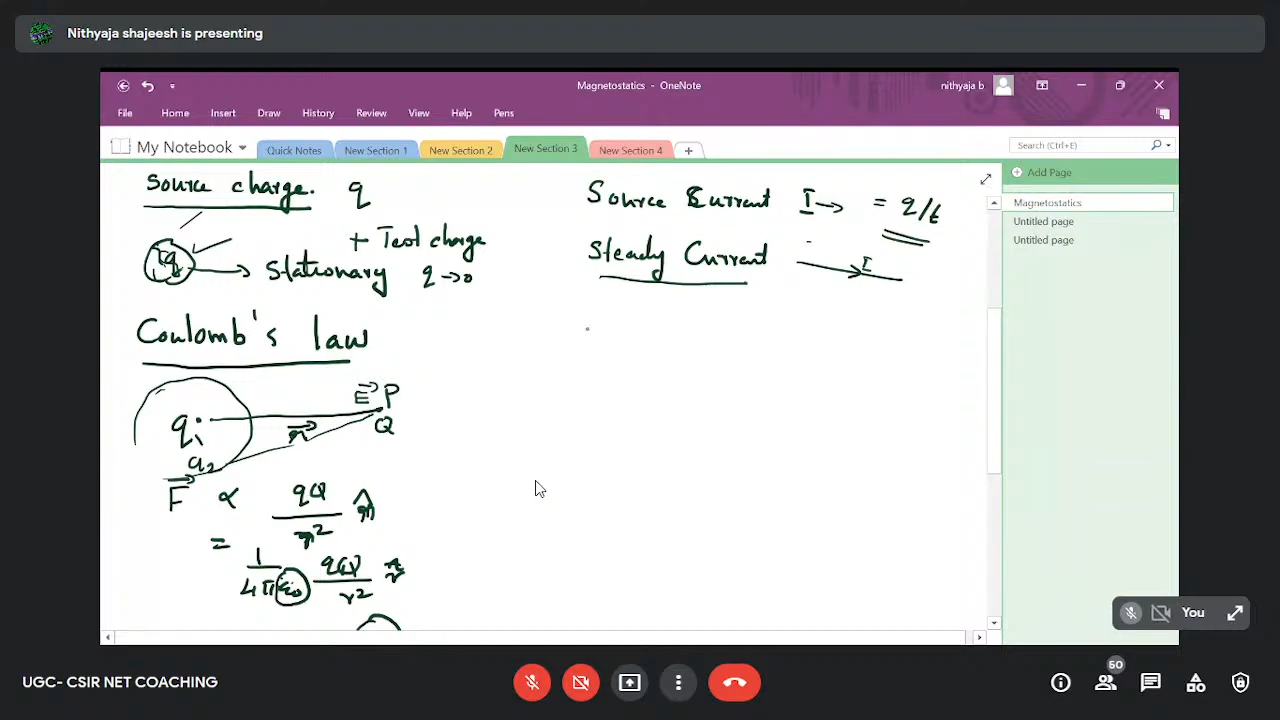 Nithyaja shajeesh is presenting
Magnetostatics - OneNote
nithyaja b
File Home Insert Draw History Review View Help Pens
My Notebook Quick Notes New Section 1 New Section 2 New Section 3 New Section 4
Search (Ctrl+E)
Add Page
Magnetostatics
Untitled page
Untitled page
Source charge. q
+ Test charge
q → Stationary q→0
Coulomb's law
E P
q r Q
q2
F ∝ qQ/r² r̂
= 1/4πε0 qQ/r² r̂
Source Current I → = q/t
Steady Current I
You
UGC- CSIR NET COACHING
50